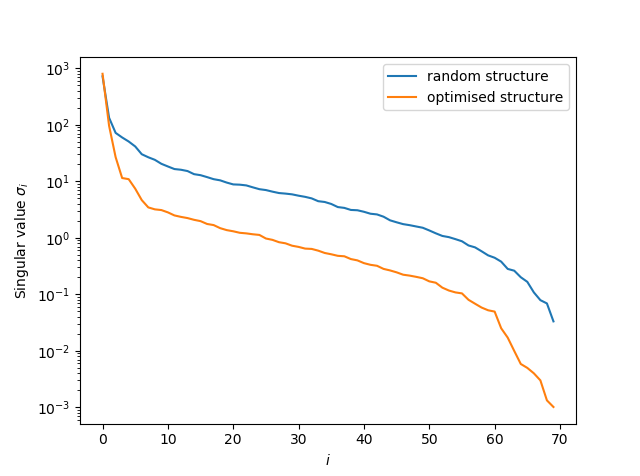 random structure
optimised structure
Singular value σᵢ
10³
10²
10¹
10⁰
10⁻¹
10⁻²
10⁻³
0 10 20 30 40 50 60 70
i